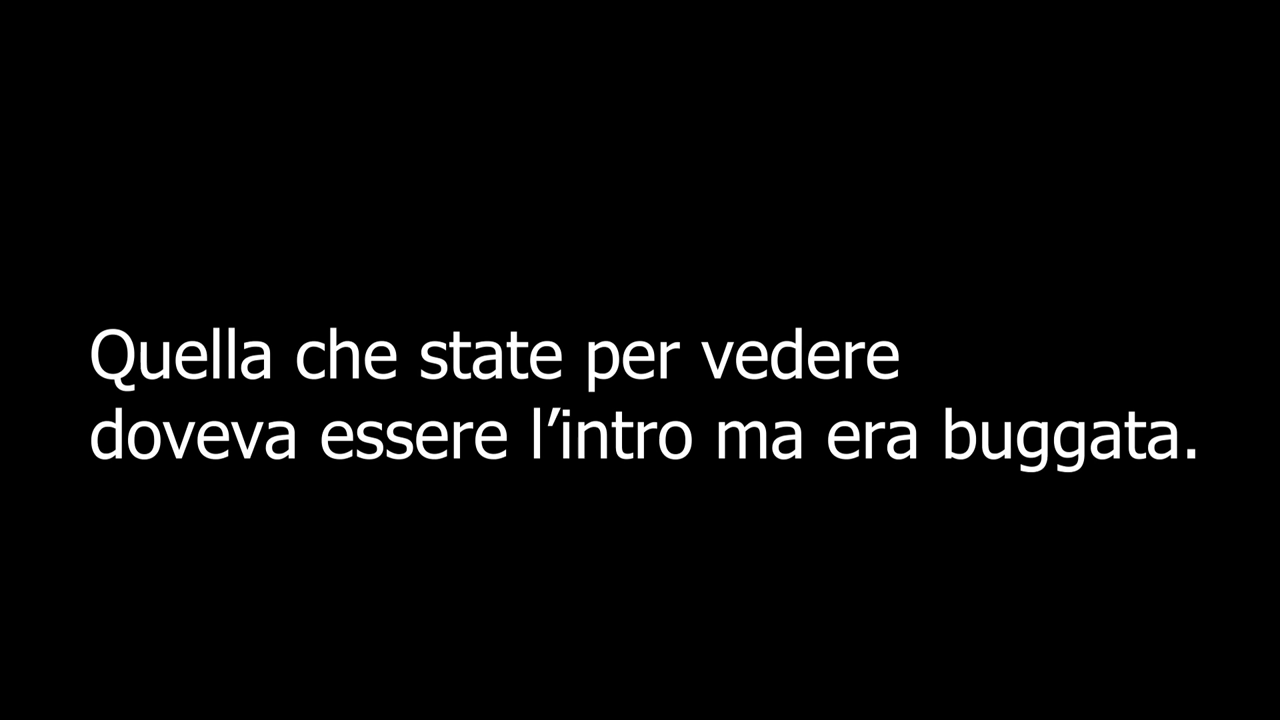 Quella che state per vedere
doveva essere l’intro ma era buggata.